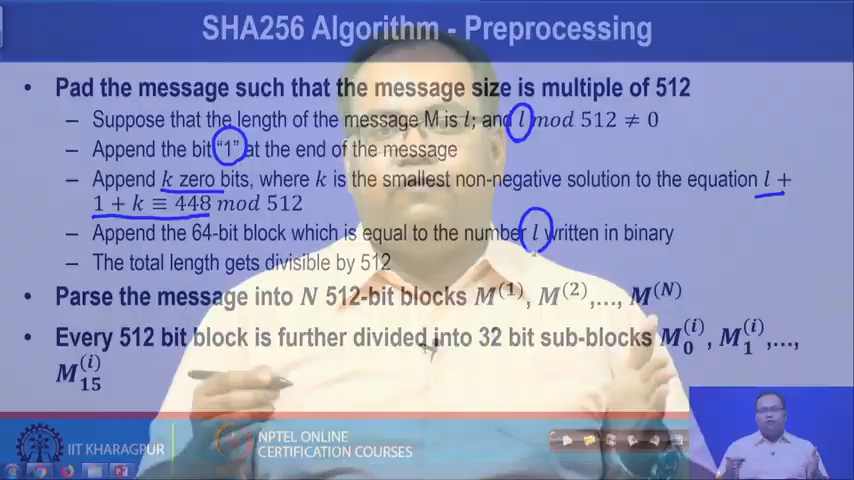 SHA256 Algorithm - Preprocessing
• Pad the message such that the message size is multiple of 512
– Suppose that the length of the message M is l; and l mod 512 ≠ 0
– Append the bit "1" at the end of the message
– Append k zero bits, where k is the smallest non-negative solution to the equation l +
1 + k ≡ 448 mod 512
– Append the 64-bit block which is equal to the number l written in binary
– The total length gets divisible by 512
• Parse the message into N 512-bit blocks M⁽¹⁾, M⁽²⁾,…, M⁽ᴺ⁾
• Every 512 bit block is further divided into 32 bit sub-blocks M₀⁽ⁱ⁾, M₁⁽ⁱ⁾,…,
M₁₅⁽ⁱ⁾
IIT KHARAGPUR
NPTEL ONLINE
CERTIFICATION COURSES